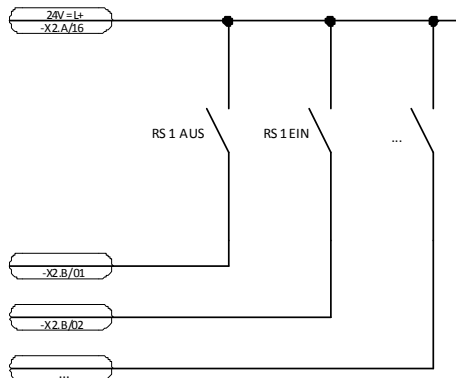 24V=L+
-X2.A/16
RS 1 AUS
RS 1 EIN
...
-X2.B/01
-X2.B/02
...